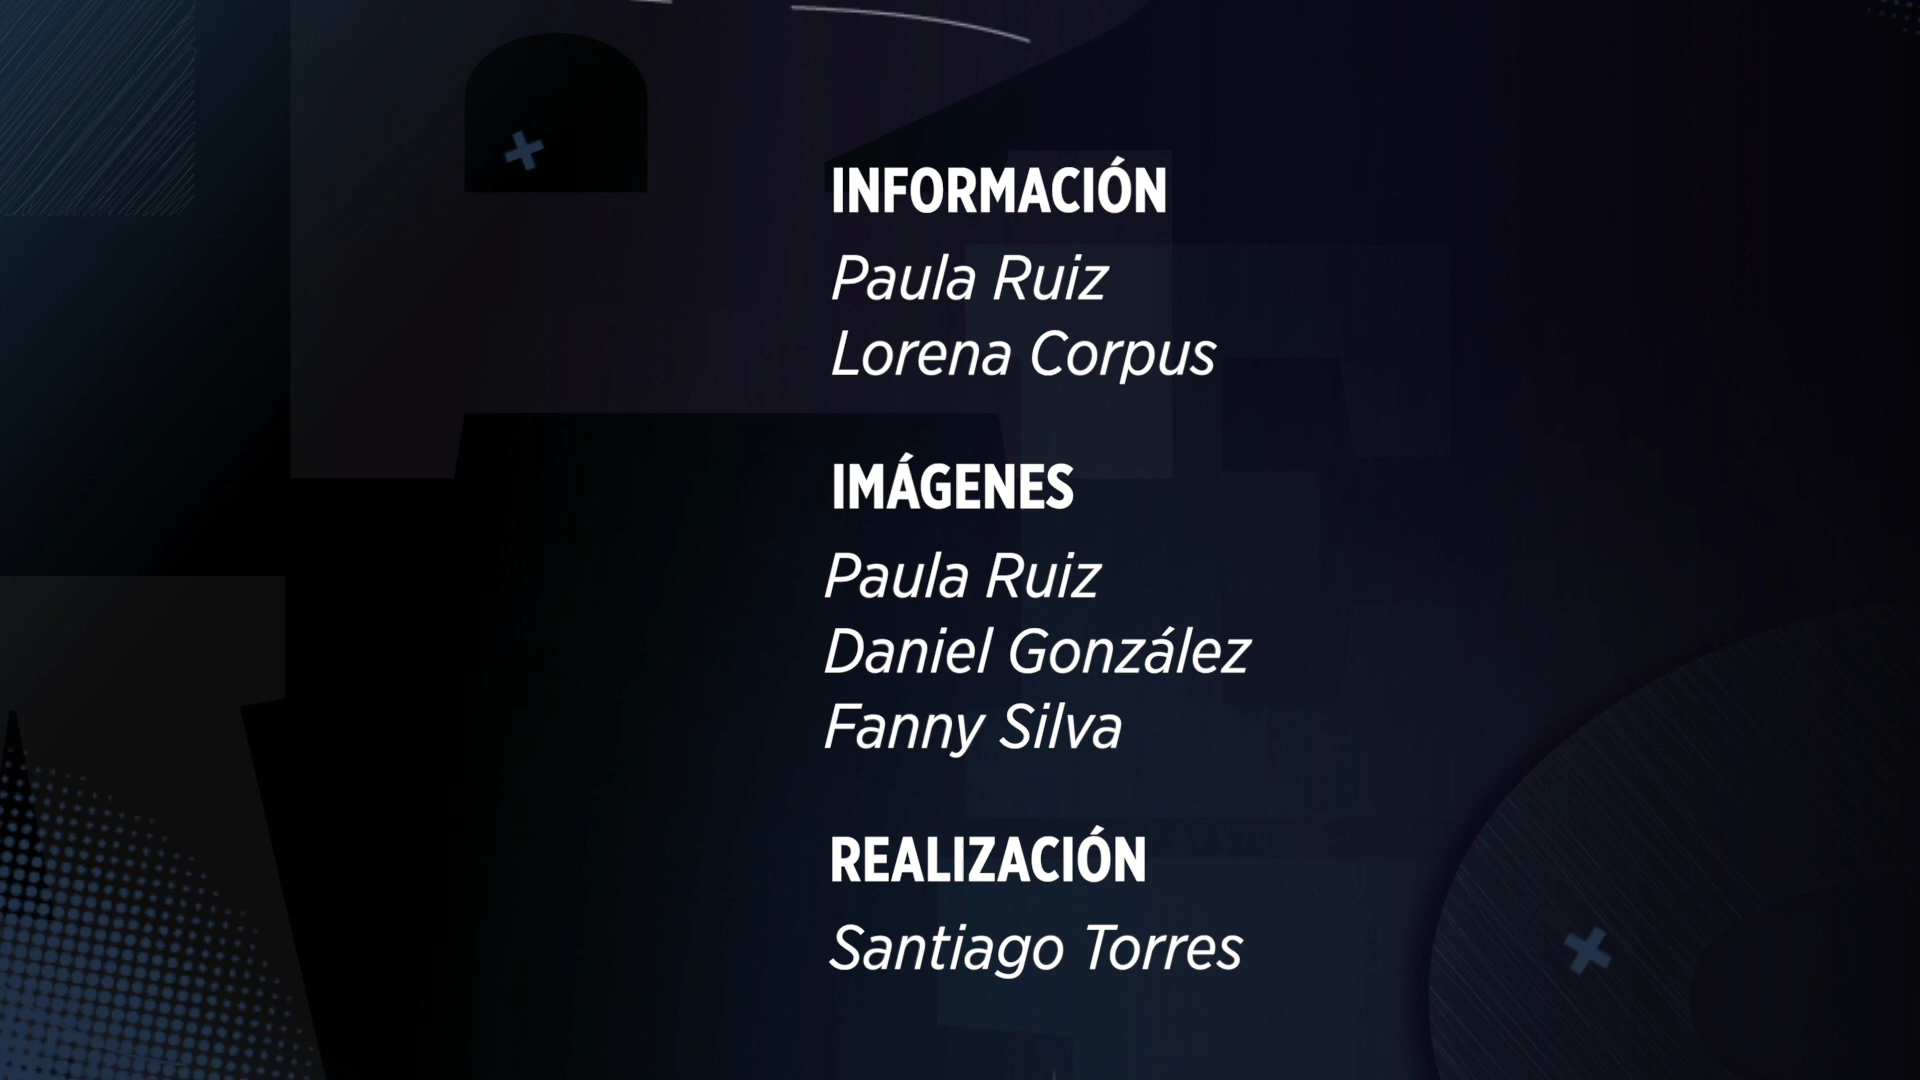 INFORMACIÓN
Paula Ruiz
Lorena Corpus
IMÁGENES
Paula Ruiz
Daniel González
Fanny Silva
REALIZACIÓN
Santiago Torres